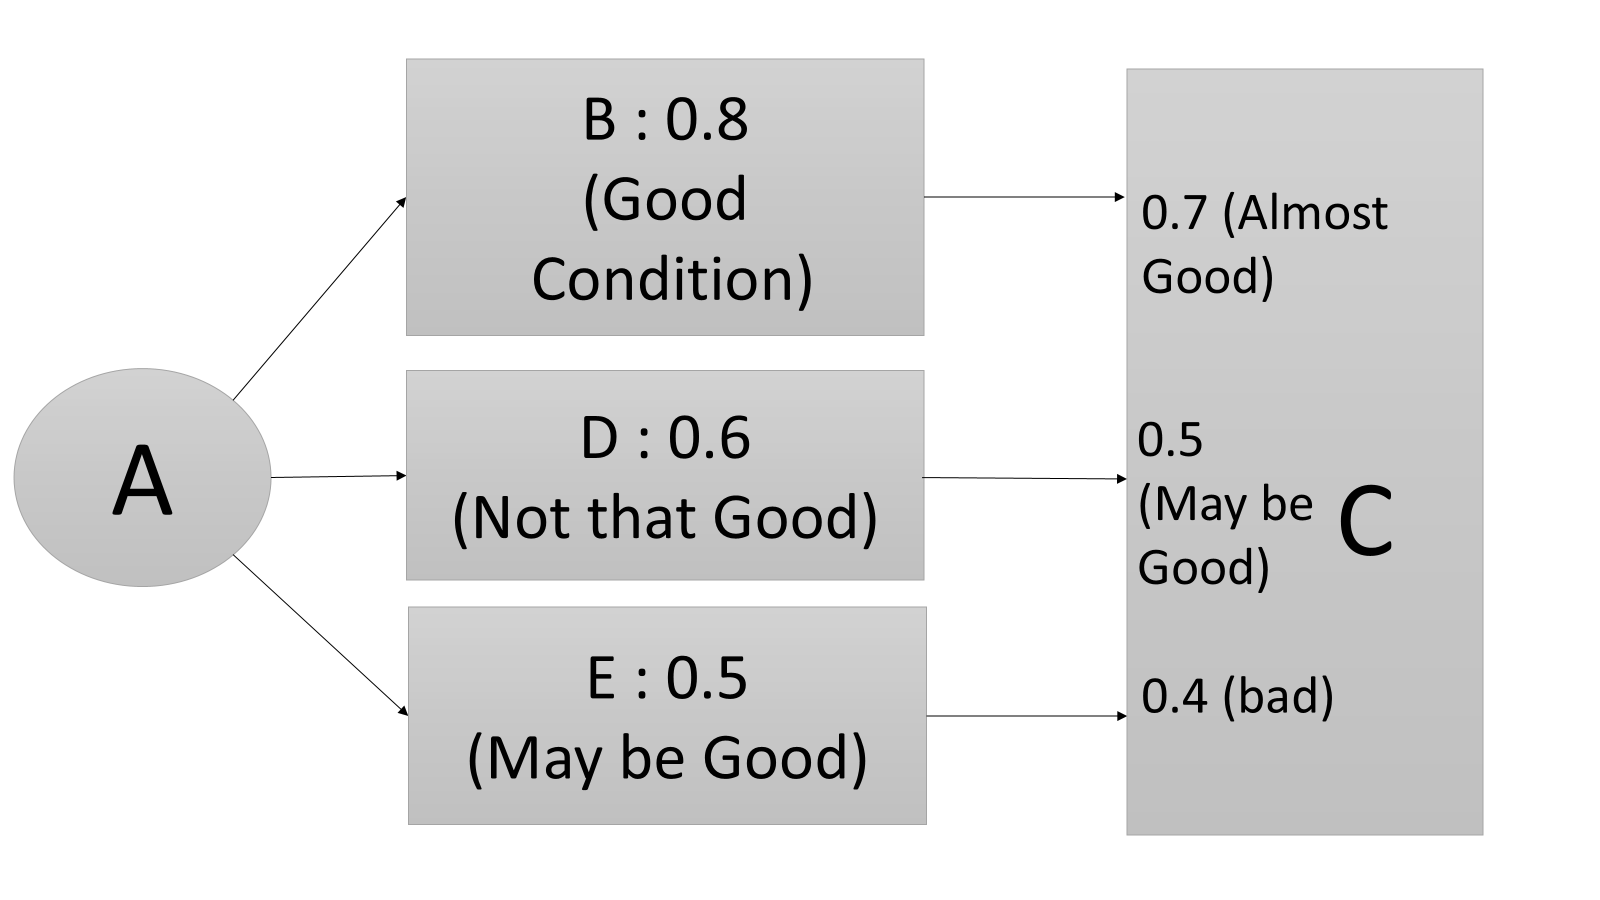 A
B : 0.8
(Good
Condition)
D : 0.6
(Not that Good)
E : 0.5
(May be Good)
0.7 (Almost
Good)
0.5
(May be
Good)
C
0.4 (bad)